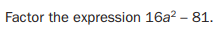 Factor the expression 16a² – 81.